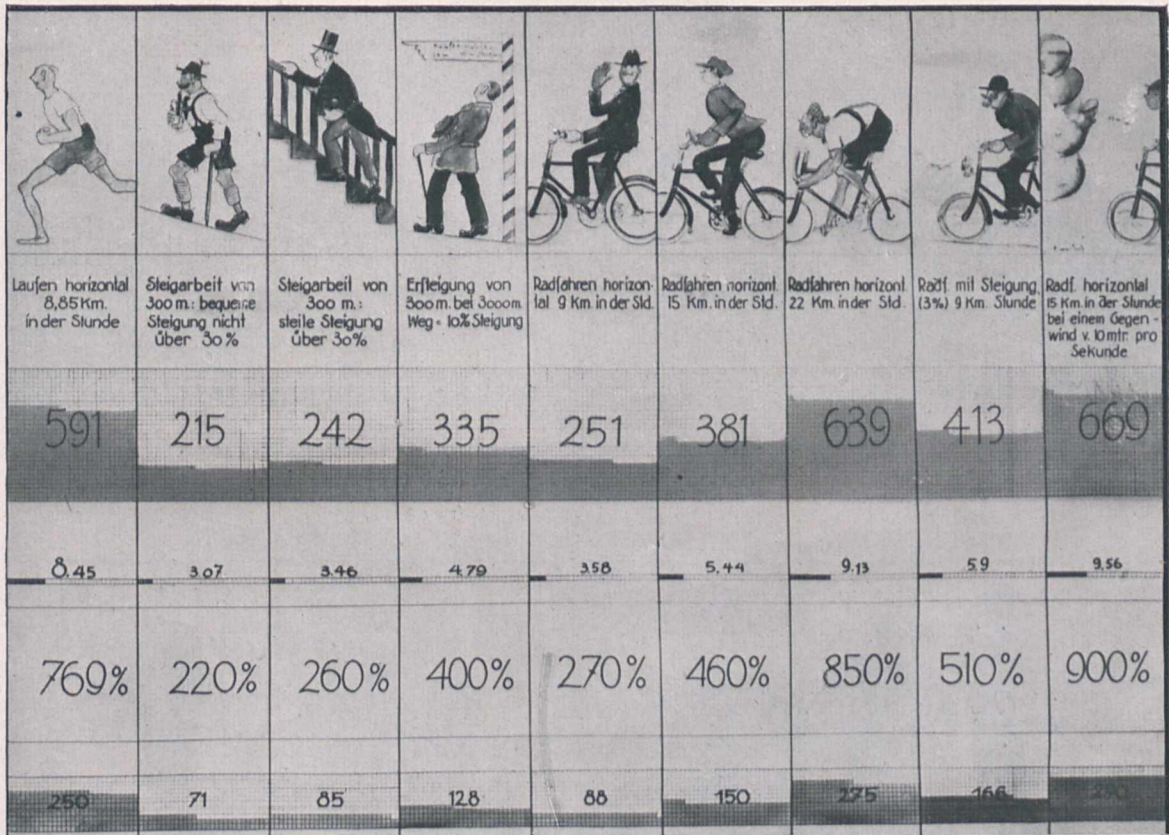 Laufen horizontal
8,85 Km.
in der Stunde
Steigarbeit von
300 m.: bequeme
Steigung nicht
über 30%
Steigarbeit von
300 m.:
steile Steigung
über 30%
Ersteigung von
300 m. bei 3000 m.
Weg = 10% Steigung
Radfahren horizon-
tal 9 Km. in der Std.
Radfahren horizont.
15 Km. in der Std.
Radfahren horizont.
22 Km. in der Std.
Radf. mit Steigung
(3%) 9 Km. Stunde
Radf. horizontal
15 Km. in der Stunde
bei einem Gegen-
wind v. 10 mtr. pro
Sekunde
591 215 242 335 251 381 639 413 669
8.45 3.07 3.46 4.79 3.58 5,44 9.13 5.9 9,56
769% 220% 260% 400% 270% 460% 850% 510% 900%
250 71 85 128 88 150 275 166